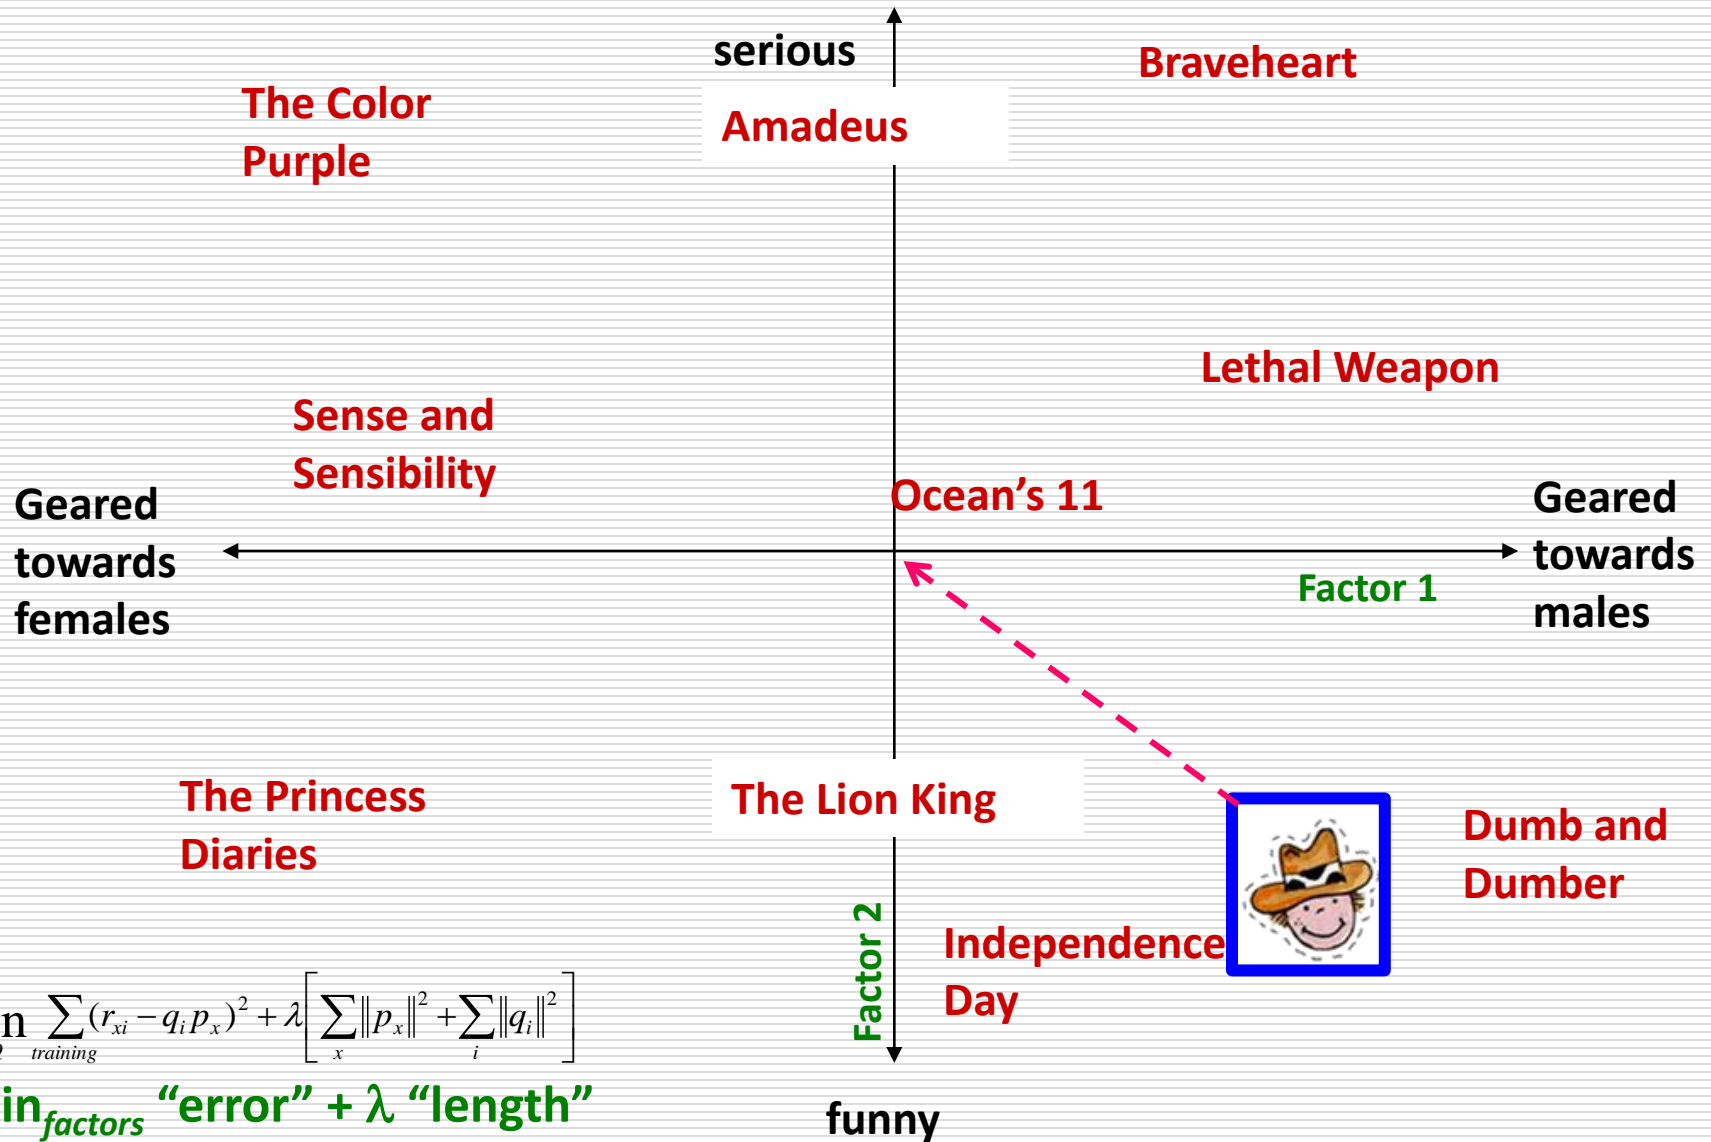 serious
Braveheart
The Color
Purple
Amadeus
Lethal Weapon
Sense and
Sensibility
Ocean’s 11
Geared
towards
females
Geared
towards
males
Factor 1
The Princess
Diaries
The Lion King
Dumb and
Dumber
Factor 2
Independence
Day
n ∑training (r_xi − q_i p_x)² + λ[∑x ‖p_x‖² + ∑i ‖q_i‖²]
in factors “error” + λ “length”
funny